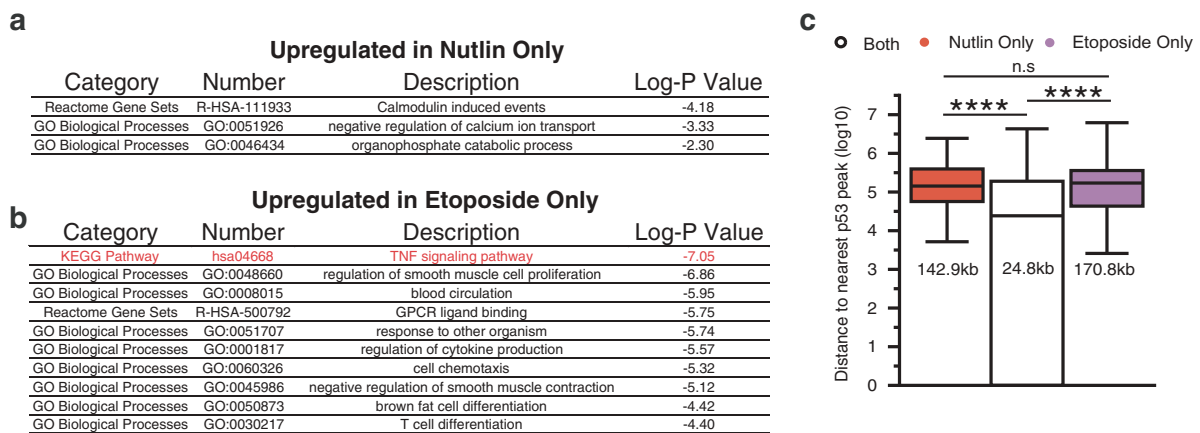 a
Upregulated in Nutlin Only
Category Number Description Log-P Value
Reactome Gene Sets R-HSA-111933 Calmodulin induced events -4.18
GO Biological Processes GO:0051926 negative regulation of calcium ion transport -3.33
GO Biological Processes GO:0046434 organophosphate catabolic process -2.30
b
Upregulated in Etoposide Only
Category Number Description Log-P Value
KEGG Pathway hsa04668 TNF signaling pathway -7.05
GO Biological Processes GO:0048660 regulation of smooth muscle cell proliferation -6.86
GO Biological Processes GO:0008015 blood circulation -5.95
Reactome Gene Sets R-HSA-500792 GPCR ligand binding -5.75
GO Biological Processes GO:0051707 response to other organism -5.74
GO Biological Processes GO:0001817 regulation of cytokine production -5.57
GO Biological Processes GO:0060326 cell chemotaxis -5.32
GO Biological Processes GO:0045986 negative regulation of smooth muscle contraction -5.12
GO Biological Processes GO:0050873 brown fat cell differentiation -4.42
GO Biological Processes GO:0030217 T cell differentiation -4.40
c
Both Nutlin Only Etoposide Only
n.s
**** ****
Distance to nearest p53 peak (log10)
7
6
5
4
3
2
1
0
142.9kb 24.8kb 170.8kb